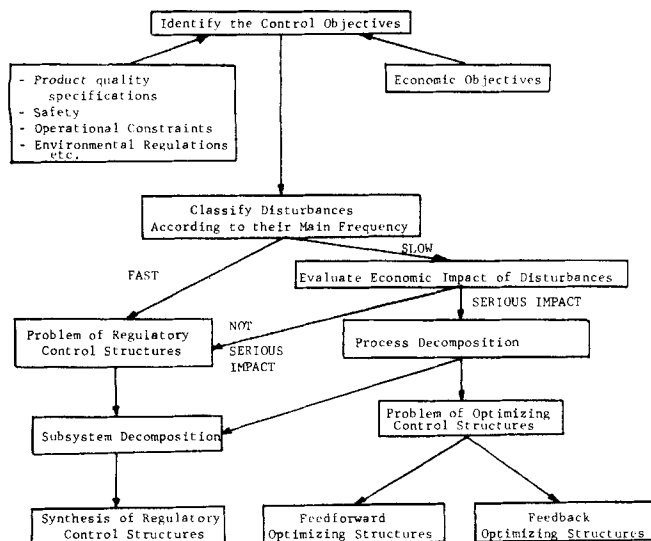 Identify the Control Objectives
- Product quality
specifications
- Safety
- Operational Constraints
- Environmental Regulations
etc.
Economic Objectives
Classify Disturbances
According to their Main Frequency
SLOW
FAST
Evaluate Economic Impact of Disturbances
SERIOUS IMPACT
Problem of Regulatory
Control Structures
NOT
SERIOUS
IMPACT
Process Decomposition
Subsystem Decomposition
Problem of Optimizing
Control Structures
Synthesis of Regulatory
Control Structures
Feedforward
Optimizing Structures
Feedback
Optimizing Structures